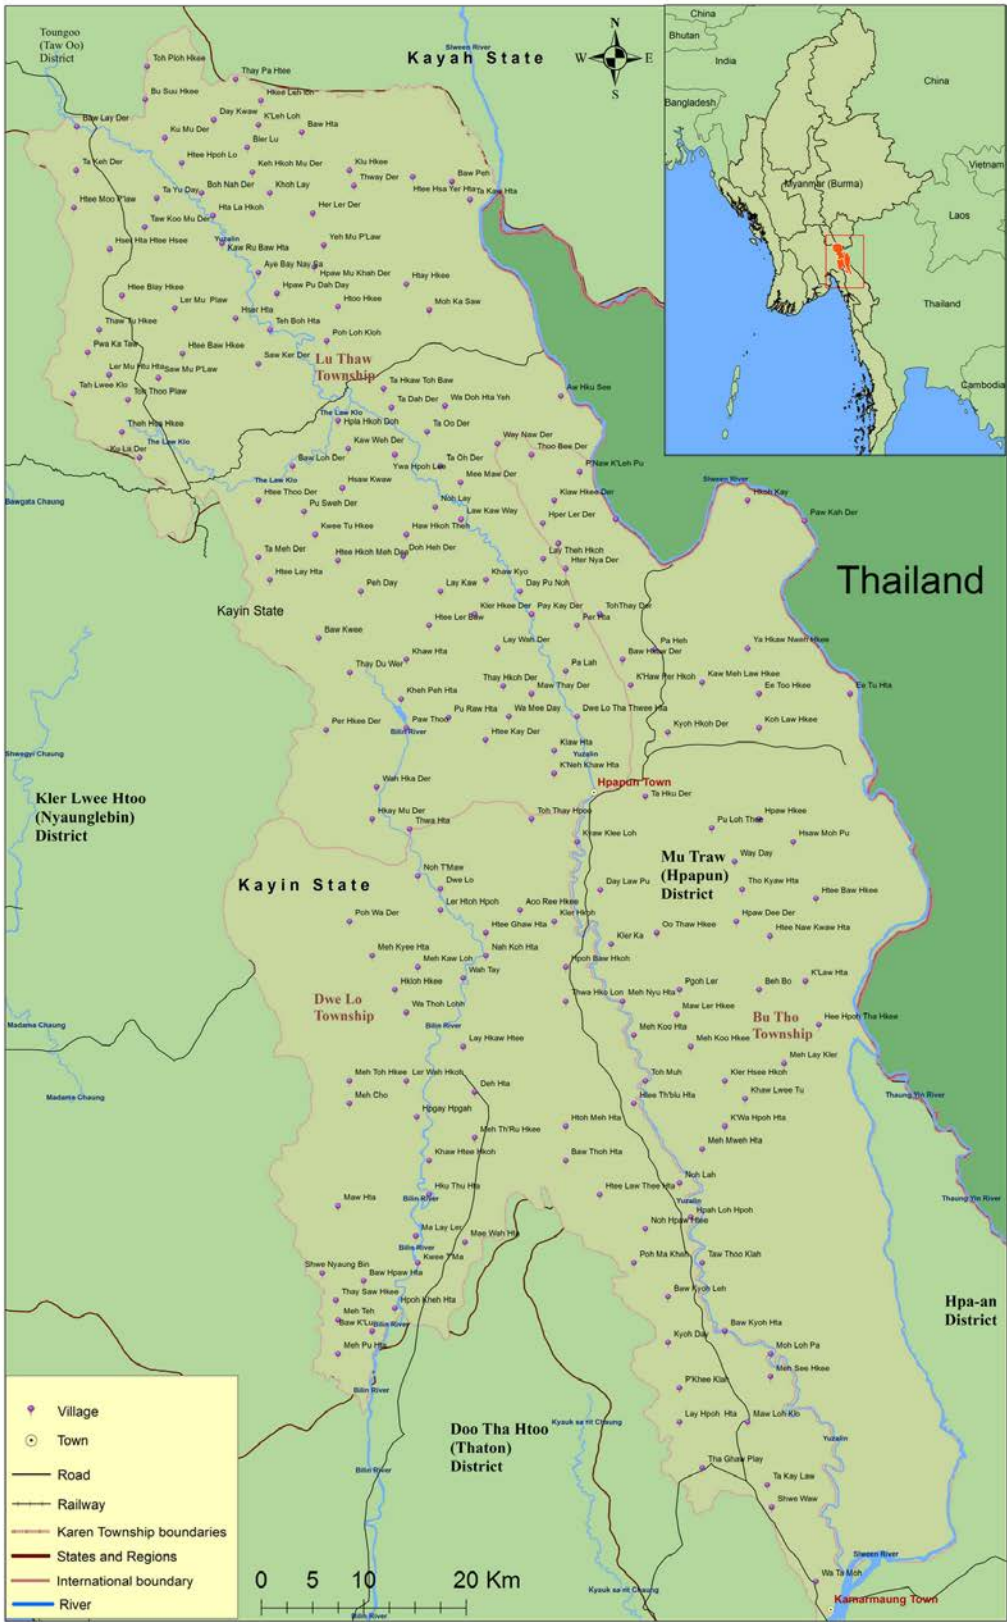 Toungoo
(Taw Oo)
District
Slween River
Kayah State
N
W
E
S
China
Bhutan
India
China
Bangladesh
Vietnam
Myanmar (Burma)
Laos
Thailand
Cambodia
Toh Ploh Hkee
Thay Pa Htee
Bu Suu Hkee
Day Kwaw
K'Leh Loh
Baw Lay Der
Ku Mu Der
Baw Hta
Bler Lu
Htee Hpoh Lo
Keh Hkoh Mu Der
Klu Hkee
Ta Keh Der
Thway Der
Baw Peh
Ta Yu Day
Boh Nah Der
Khoh Lay
Htee Hsa Yer Hta
Ta Kaw Hta
Htee Moo P'law
Hta La Hkoh
Her Ler Der
Taw Koo Mu Der
Yuzalin
Hsee Hta Htee Hsee
Kaw Ru Baw Hta
Yeh Mu P'Law
Aye Bay Nay Sa
Hpaw Mu Khah Der
Htay Hkee
Htee Blay Hkee
Hpaw Pu Dah Day
Ler Mu Plaw
Htoo Hkee
Moh Ka Saw
Hser Hta
Thaw Tu Hkee
Teh Boh Hta
Pwa Ka Taw
Htee Baw Hkee
Poh Loh Kloh
Saw Ker Der
Lu Thaw
Township
Ler Mu Htu Hta
Saw Mu P'Law
Tah Lwee Klo
Toh Thoo Plaw
Ta Hkaw Toh Baw
Aw Hku See
Ta Dah Der
Wa Doh Hta Yeh
The Law Klo
Theh Hsa Hkee
Hpla Hkoh Doh
Ta Oo Der
The Law Klo
Kaw Weh Der
Way Naw Der
Thoo Bee Der
Ku La Der
Baw Loh Der
Ywa Hpoh Loh
Ta Oh Der
P'Naw K'Leh Pu
The Law Klo
Hsaw Kwaw
Mee Maw Der
Slween River
Htee Thoo Der
Bawgata Chaung
Pu Sweh Der
Noh Lay
Klaw Hkee Der
Hkoh Kay
Law Kaw Way
Hper Ler Der
Paw Kah Der
Kwee Tu Hkee
Haw Hkoh Theh
Ta Meh Der
Htee Hkoh Meh Der
Doh Heh Der
Lay Theh Hkoh
Hter Nya Der
Htee Lay Hta
Khaw Kyo
Peh Day
Lay Kaw
Day Pu Noh
Thailand
Kayin State
Kler Hkee Der
Pay Kay Der
TohThay Der
Htee Ler Baw
Per Hta
Baw Kwee
Lay Wah Der
Pa Heh
Ya Hkaw Nweh Hkee
Khaw Hta
Baw Hkaw Der
Thay Du Wer
Pa Lah
Thay Hkoh Der
K'Haw Per Hkoh
Kaw Meh Law Hkee
Kheh Peh Hta
Maw Thay Der
Ee Too Hkee
Ee Tu Hta
Per Hkee Der
Paw Thoo
Pu Raw Hta
Wa Mee Day
Dwe Lo Tha Thwee Hta
Bilin River
Kyoh Hkoh Der
Koh Law Hkee
Htee Kay Der
Klaw Hta
Yuzalin
Shwegyi Chaung
K'Neh Khaw Hta
Wah Hka Der
Hpapun Town
Kler Lwee Htoo
(Nyaunglebin)
District
Ta Hku Der
Hkay Mu Der
Thwa Hta
Toh Thay Hpoe
Pu Loh Thee
Hpaw Hkee
Kyaw Klee Loh
Hsaw Moh Pu
Mu Traw
(Hpapun)
District
Way Day
Noh T'Maw
Kayin State
Dwe Lo
Day Law Pu
Tho Kyaw Hta
Htee Baw Hkee
Ler Htoh Hpoh
Aoo Ree Hkee
Poh Wa Der
Htee Ghaw Hta
Kler Hkoh
Hpaw Dee Der
Oo Thaw Hkee
Htee Naw Kwaw Hta
Meh Kyee Hta
Nah Koh Hta
Kler Ka
Meh Kaw Loh
Hpoh Baw Hkoh
Wah Tay
Hkloh Hkee
Pgoh Ler
Beh Bo
K'Law Hta
Dwe Lo
Township
Wa Thoh Lohh
Thwa Hko Lon
Meh Nyu Hta
Maw Ler Hkee
Bu Tho
Township
Hee Hpoh Tha Hkee
Madama Chaung
Bilin River
Meh Koo Hta
Lay Hkaw Htee
Meh Koo Hkee
Meh Lay Kler
Meh Toh Hkee
Ler Wah Hkoh
Deh Hta
Toh Muh
Kler Hsee Hkoh
Madama Chaung
Meh Cho
Htee Th'blu Hta
Khaw Lwee Tu
Thaung Yin River
Hpgay Hpgah
Htoh Meh Hta
K'Wa Hpoh Hta
Meh Th'Ru Hkee
Meh Mweh Hta
Khaw Htee Hkoh
Baw Thoh Hta
Noh Lah
Maw Hta
Bilin River
Hku Thu Hta
Htee Law Thee Hta
Yuzalin
Thaung Yin River
Hpah Loh Hpoh
Noh Hpaw Htee
Ma Lay Ler
Mae Wah Hta
Bilin River
Kwee T'Ma
Poh Ma Kheh
Taw Thoo Klah
Shwe Nyaung Bin
Baw Hpaw Hta
Thay Saw Hkee
Hpoh Kheh Hta
Baw Kyoh Leh
Hpa-an
District
Meh Teh
Baw K'Lu
Bilin River
Baw Kyoh Hta
Kyoh Day
Meh Pu Hta
Moh Loh Pa
Meh See Hkee
Bilin River
P'Khee Klah
Doo Tha Htoo
(Thaton)
District
Kyauk sa rit Chaung
Lay Hpoh Hta
Maw Loh Klo
Yuzalin
Bilin River
Tha Ghaw Play
Ta Kay Law
Shwe Waw
Slween River
Wa Ta Moh
Kyauk sa rit Chaung
Kamarmaung Town
Bilin River
Village
Town
Road
Railway
Karen Township boundaries
States and Regions
International boundary
River
0 5 10 20 Km